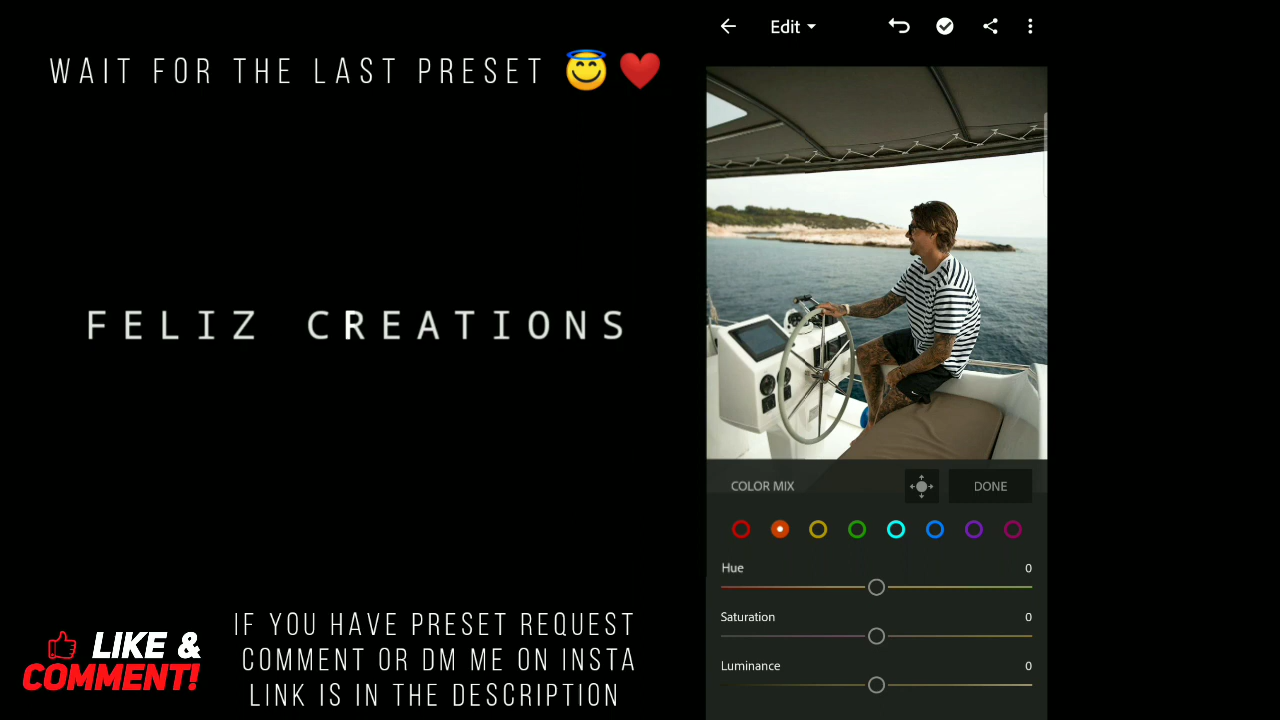 WAIT FOR THE LAST PRESET 😇 ❤️
FELIZ CREATIONS
LIKE &
COMMENT!
IF YOU HAVE PRESET REQUEST
COMMENT OR DM ME ON INSTA
LINK IS IN THE DESCRIPTION
Edit
COLOR MIX
DONE
Hue 0
Saturation 0
Luminance 0